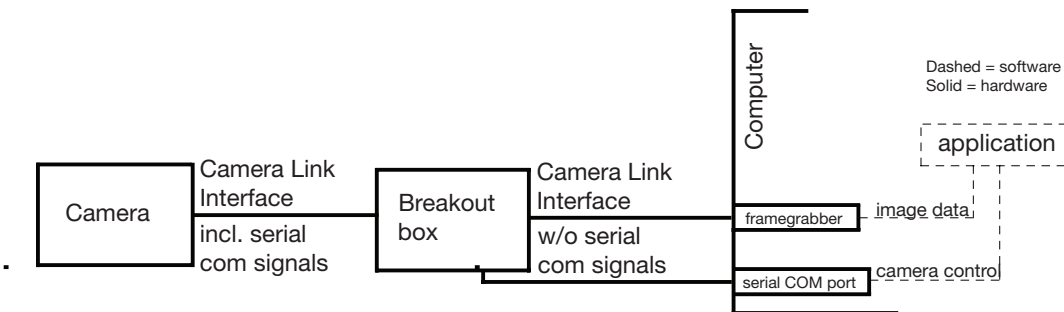 Computer
Dashed = software
Solid = hardware
application
Camera Link
Interface
incl. serial
com signals
Camera
Breakout
box
Camera Link
Interface
w/o serial
com signals
framegrabber
image data
serial COM port
camera control
.